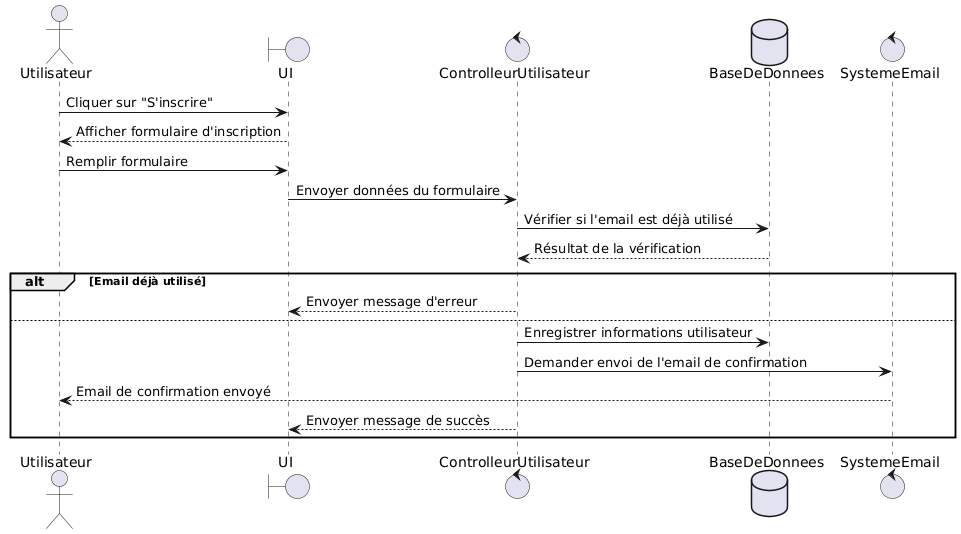 Utilisateur
UI
ControlleurUtilisateur
BaseDeDonnees
SystemeEmail
Cliquer sur "S'inscrire"
Afficher formulaire d'inscription
Remplir formulaire
Envoyer données du formulaire
Vérifier si l'email est déjà utilisé
Résultat de la vérification
alt
[Email déjà utilisé]
Envoyer message d'erreur
Enregistrer informations utilisateur
Demander envoi de l'email de confirmation
Email de confirmation envoyé
Envoyer message de succès
Utilisateur
UI
ControlleurUtilisateur
BaseDeDonnees
SystemeEmail